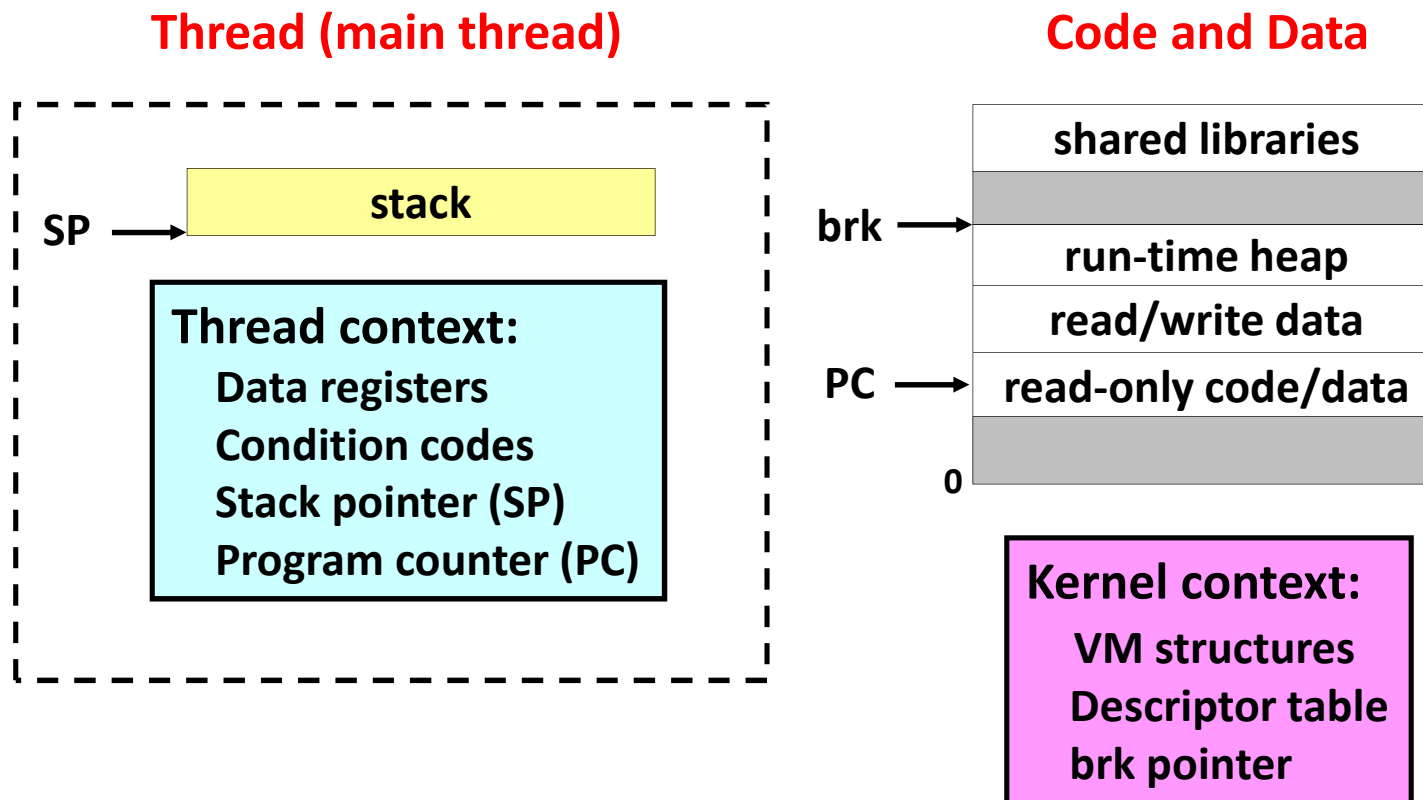 Thread (main thread)
stack
SP
Thread context:
Data registers
Condition codes
Stack pointer (SP)
Program counter (PC)
Code and Data
shared libraries
brk
run-time heap
read/write data
PC
read-only code/data
0
Kernel context:
VM structures
Descriptor table
brk pointer